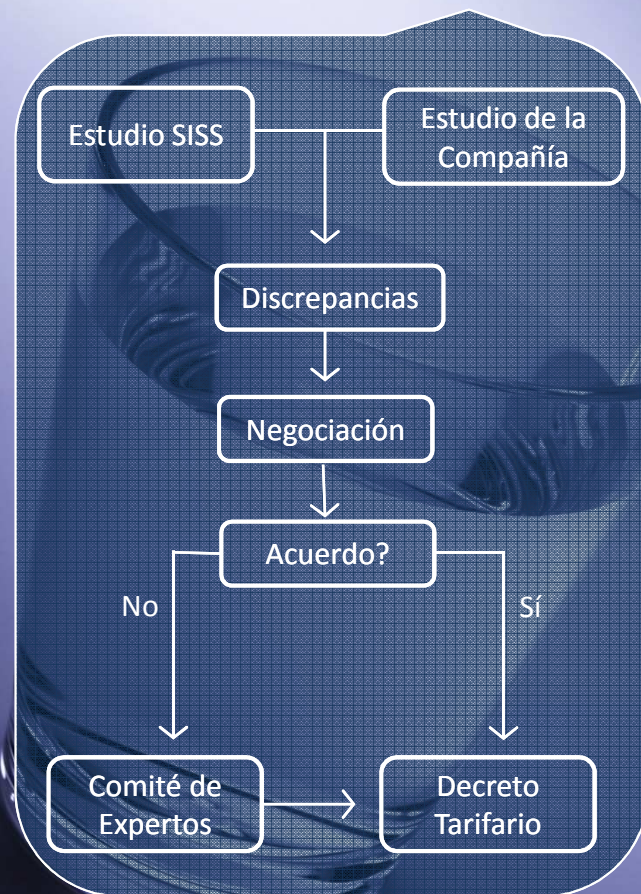 Estudio SISS
Estudio de la
Compañía
Discrepancias
Negociación
Acuerdo?
No
Sí
Comité de
Expertos
Decreto
Tarifario